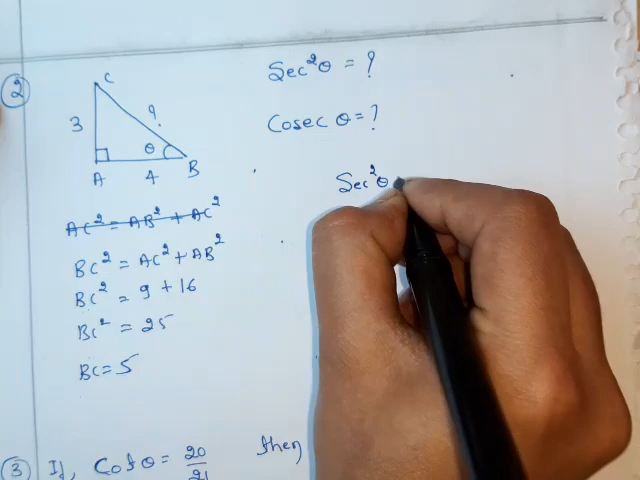 2
C
3
?
θ
A
4
B
Sec²θ = ?
Cosec θ = ?
Sec²θ
AC² = AB² + AC²
BC² = AC² + AB²
BC² = 9 + 16
BC² = 25
BC = 5
3 If, Cot θ = 20/21 then